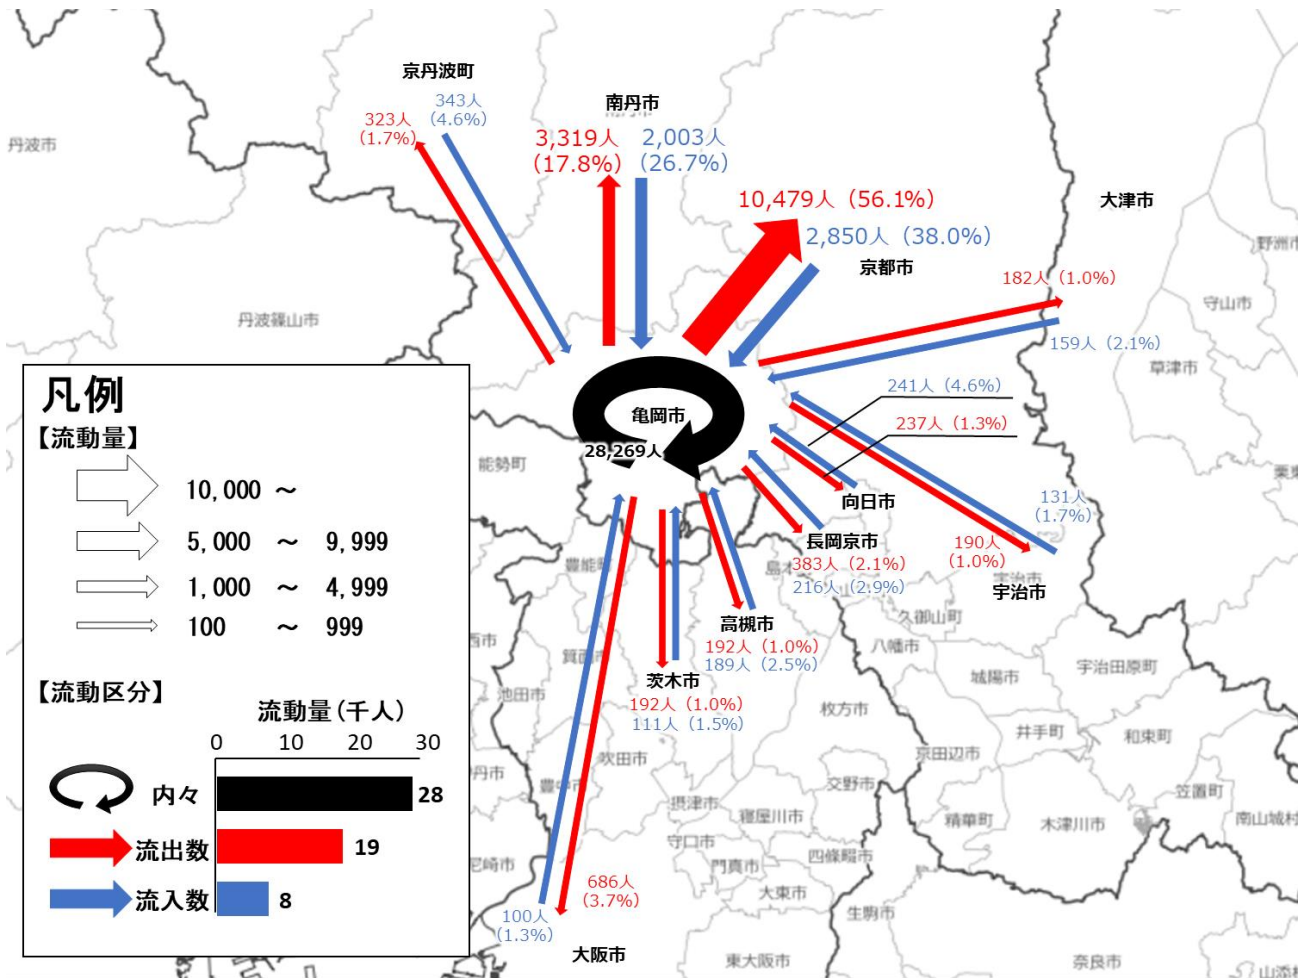 京丹波町
343人
(4.6%)
323人
(1.7%)
南丹市
3,319人
(17.8%)
2,003人
(26.7%)
10,479人（56.1%）
2,850人（38.0%）
京都市
大津市
182人（1.0%）
159人（2.1%）
241人（4.6%）
237人（1.3%）
亀岡市
28,269人
向日市
131人
(1.7%)
190人
(1.0%)
宇治市
宇治市
長岡京市
383人（2.1%）
216人（2.9%）
高槻市
192人（1.0%）
189人（2.5%）
茨木市
192人（1.0%）
111人（1.5%）
686人
(3.7%)
100人
(1.3%)
大阪市
丹波市
丹波篠山市
野洲市
守山市
草津市
能勢町
豊能町
島本
久御山町
八幡市
城陽市
宇治田原町
箕面市
池田市
枚方市
井手町
和束町
京田辺市
吹田市
豊中市
摂津市
交野市
笠置町
寝屋川市
精華町
木津川市
南山城村
守口市
門真市
四條畷市
尼崎市
大東市
生駒市
東大阪市
奈良市
凡例
【流動量】
10,000 ～
5,000 ～ 9,999
1,000 ～ 4,999
100 ～ 999
【流動区分】
流動量(千人)
0 10 20 30
内々 28
流出数 19
流入数 8